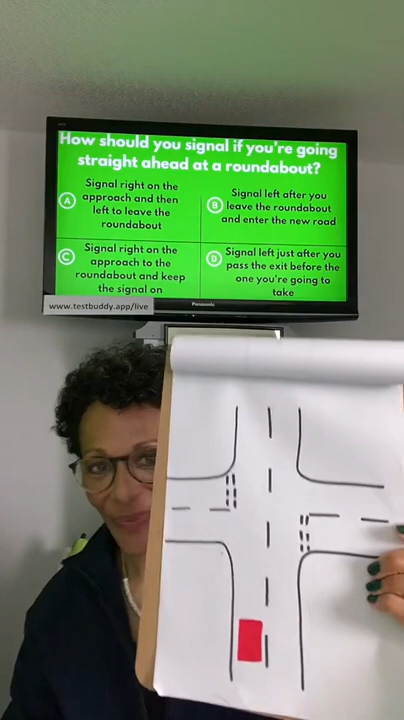 How should you signal if you're going
straight ahead at a roundabout?
A
Signal right on the
approach and then
left to leave the
roundabout
B
Signal left after you
leave the roundabout
and enter the new road
C
Signal right on the
approach to the
roundabout and keep
the signal on
D
Signal left just after you
pass the exit before the
one you're going to
take
www.testbuddy.app/live
Panasonic